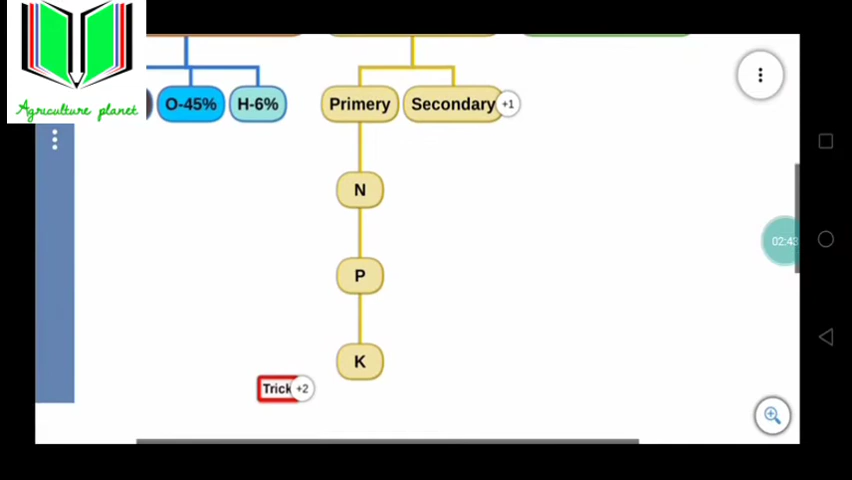 Agriculture planet
O-45%
H-6%
Primery
Secondary
+1
N
P
K
Trick
+2
02:43